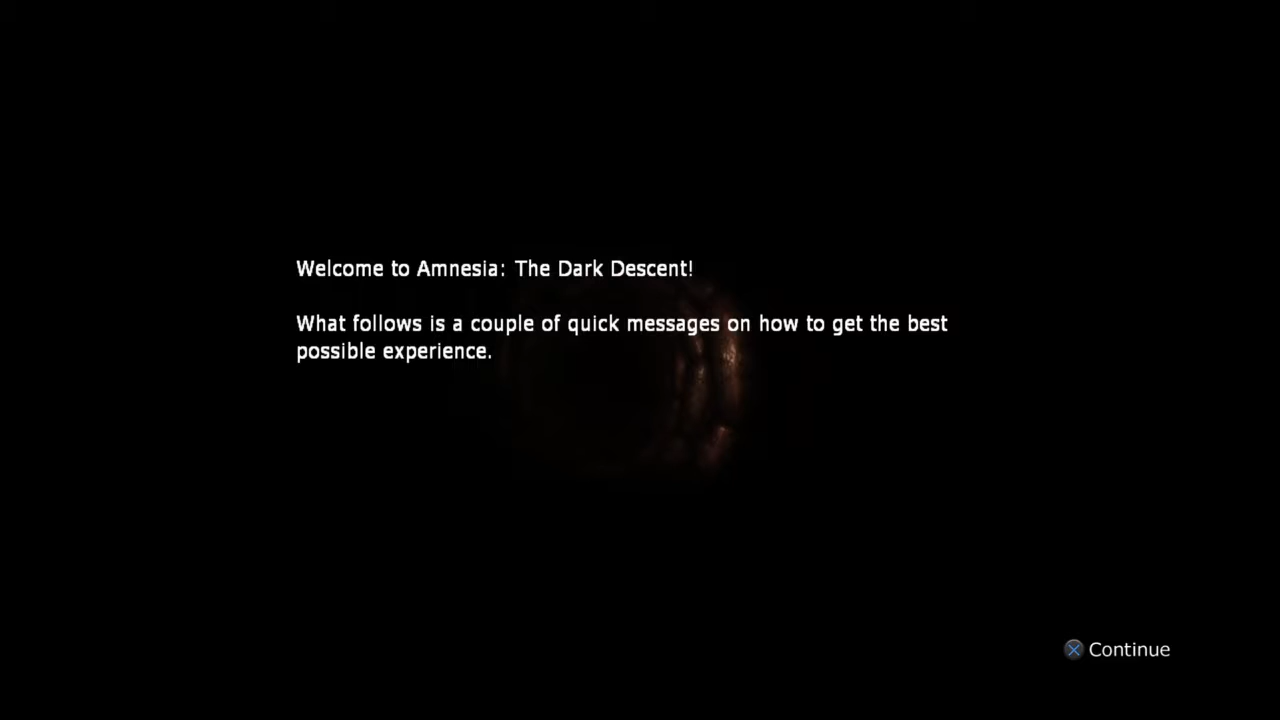 Welcome to Amnesia: The Dark Descent!
What follows is a couple of quick messages on how to get the best
possible experience.
Continue